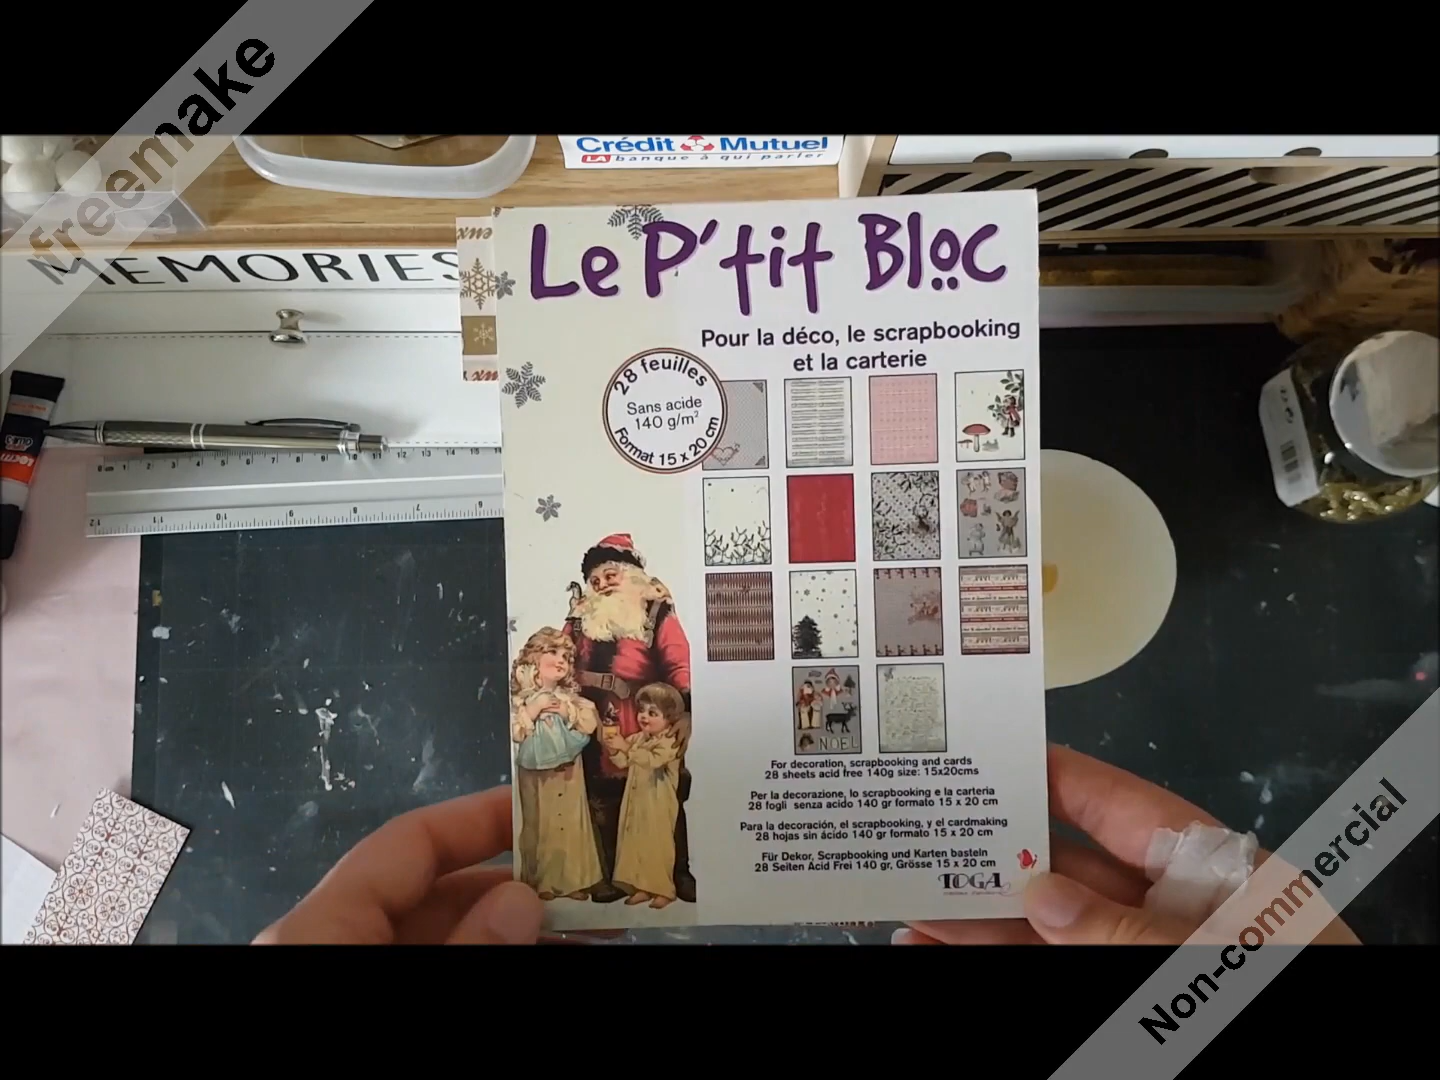 freemake
Crédit Mutuel
LA banque à qui parler
MEMORIES
Le P'tit Bloc
Pour la déco, le scrapbooking
et la carterie
28 feuilles
Sans acide
140 g/m²
Format 15 x 20 cm
NOEL
For decoration, scrapbooking and cards
28 sheets acid free 140g size: 15x20cms
Per la decorazione, lo scrapbooking e la carteria
28 fogli senza acido 140 gr formato 15 x 20 cm
Para la decoración, el scrapbooking, y el cardmaking
28 hojas sin ácido 140 gr formato 15 x 20 cm
Für Dekor, Scrapbooking und Karten basteln
28 Seiten Acid Frei 140 gr, Grösse 15 x 20 cm
TOGA
Non-commercial